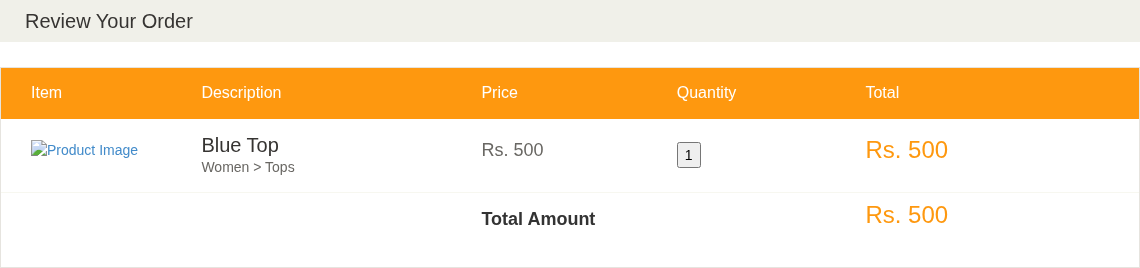 Review Your Order
Item Description Price Quantity Total
Product Image Blue Top Rs. 500 1 Rs. 500
Women > Tops
Total Amount Rs. 500